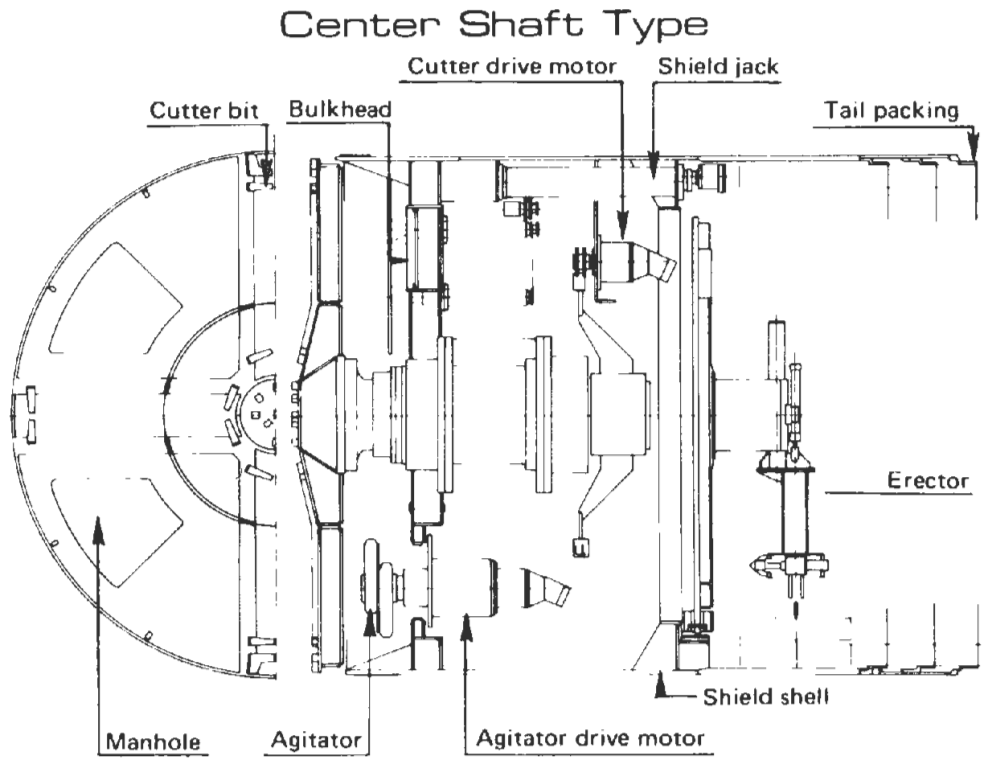 Center Shaft Type
Cutter drive motor
Shield jack
Cutter bit
Bulkhead
Tail packing
Erector
Shield shell
Manhole
Agitator
Agitator drive motor